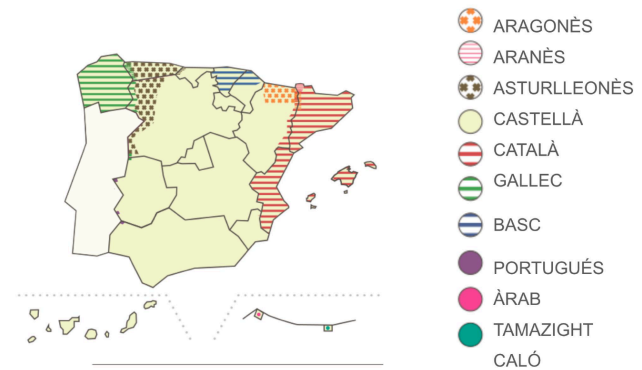 ARAGONÈS
ARANÈS
ASTURLLEONÈS
CASTELLÀ
CATALÀ
GALLEC
BASC
PORTUGUÉS
ÀRAB
TAMAZIGHT
CALÓ